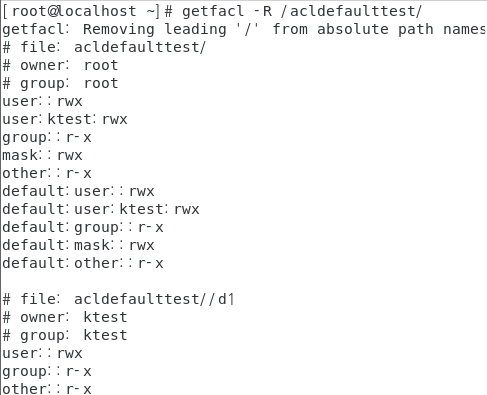 [root@localhost ~]# getfacl -R /acldefaulttest/
getfacl: Removing leading '/' from absolute path names
# file: acldefaulttest/
# owner: root
# group: root
user::rwx
user:ktest:rwx
group::r-x
mask::rwx
other::r-x
default:user::rwx
default:user:ktest:rwx
default:group::r-x
default:mask::rwx
default:other::r-x

# file: acldefaulttest//d1
# owner: ktest
# group: ktest
user::rwx
group::r-x
other::r-x